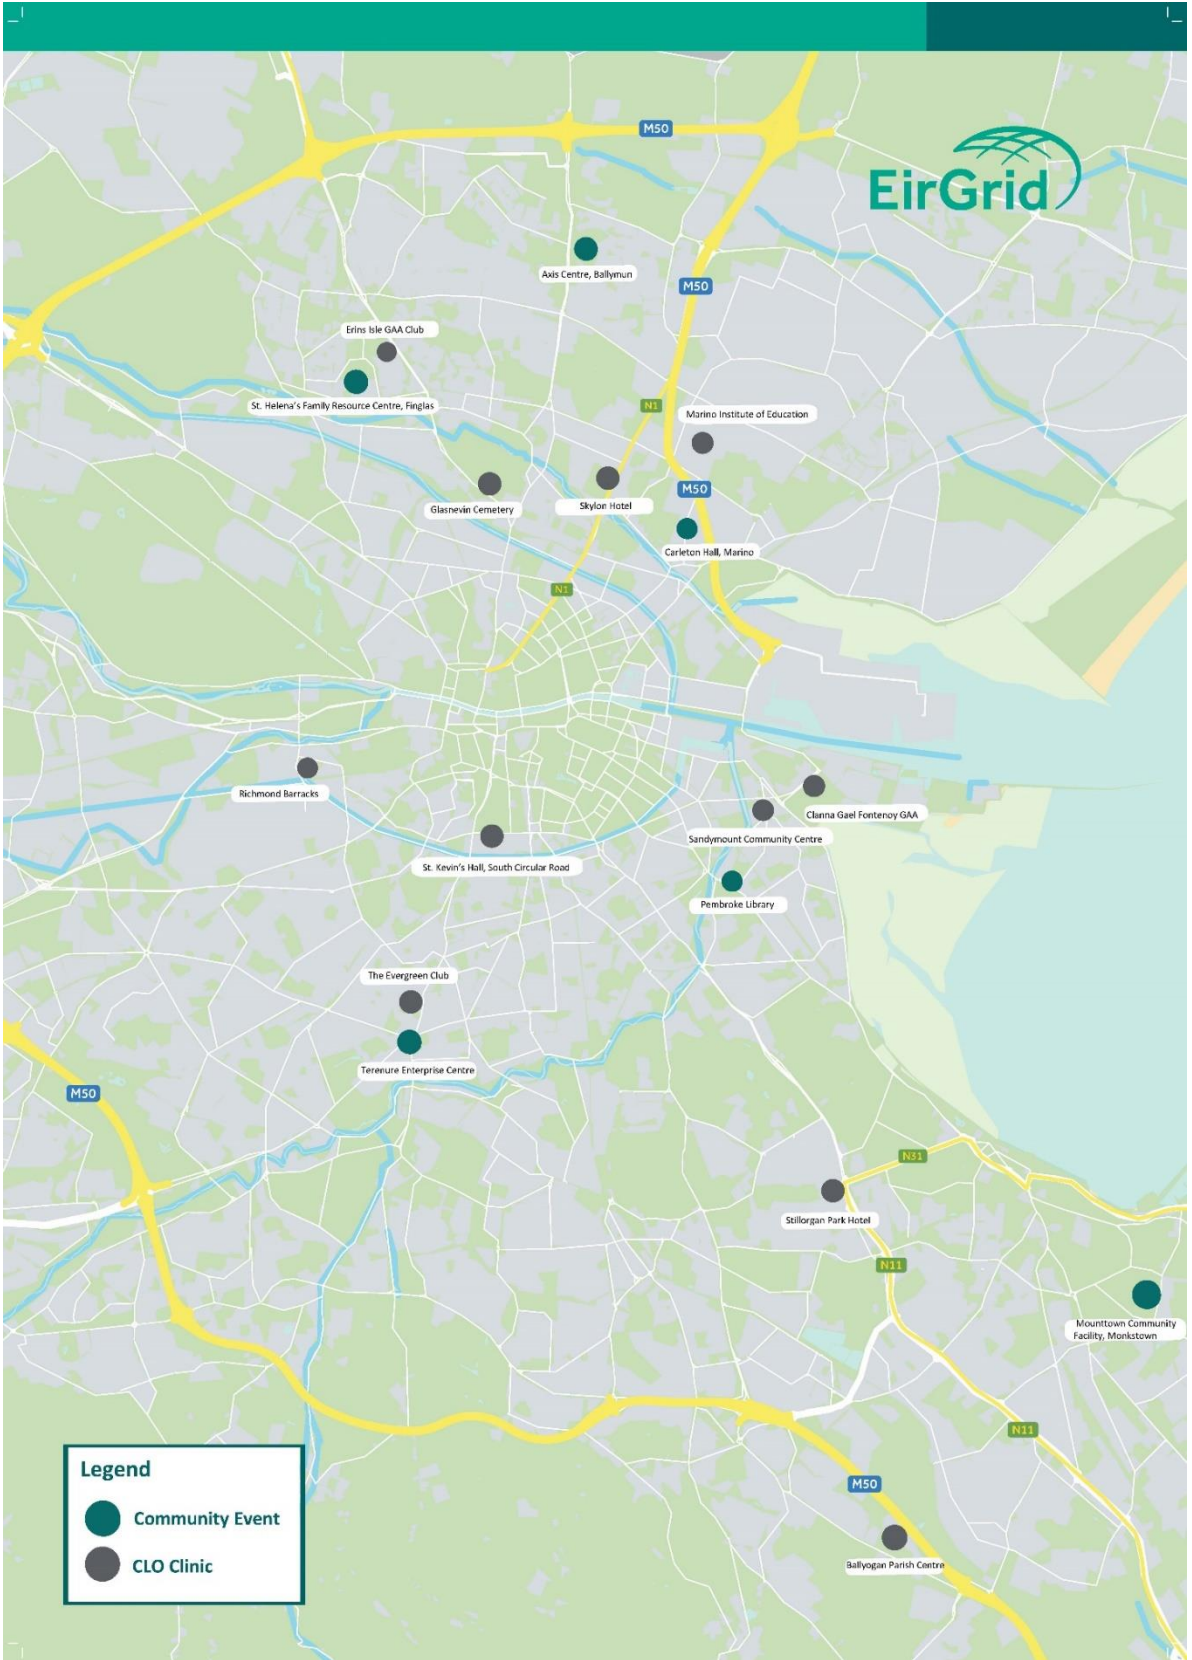 M50
EirGrid
Axis Centre, Ballymun
M50
Erins Isle GAA Club
St. Helena's Family Resource Centre, Finglas
N1
Marino Institute of Education
M50
Glasnevin Cemetery
Skylon Hotel
Carleton Hall, Marino
N1
Richmond Barracks
Clanna Gael Fontenoy GAA
Sandymount Community Centre
St. Kevin's Hall, South Circular Road
Pembroke Library
The Evergreen Club
Terenure Enterprise Centre
M50
N31
Stillorgan Park Hotel
N11
Mounttown Community
Facility, Monkstown
N11
Legend
Community Event
CLO Clinic
M50
Ballyogan Parish Centre